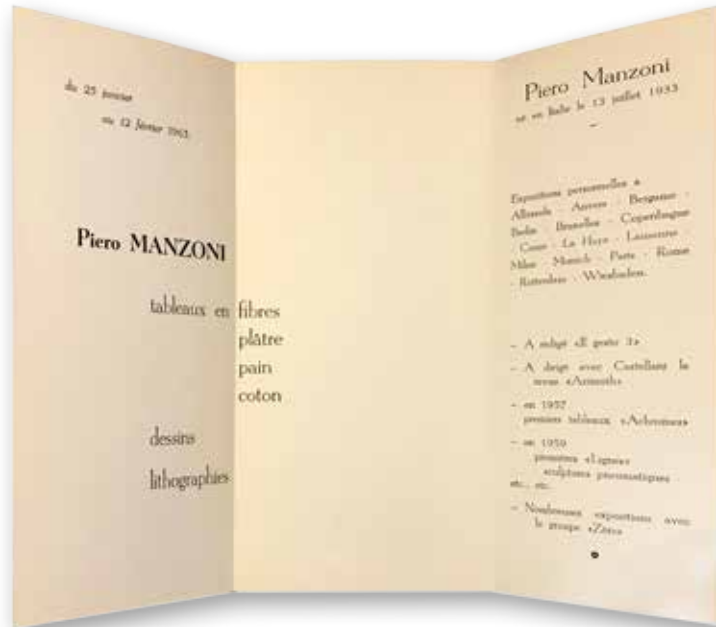 du 25 janvier
au 12 février 1963
Piero MANZONI
tableaux en fibres
plâtre
pain
coton
dessins
lithographies
Piero Manzoni
né en Italie le 13 juillet 1933
–
Expositions personnelles à
Albisola - Anvers - Bergamo -
Berlin - Bruxelles - Copenhague
- Como - La Haye - Lausanne -
Milan - Munich - Paris - Rome
- Rotterdam - Wiesbaden.
– A rédigé «Il gesto 3»
– A dirigé avec Castellani la
revue «Azimuth»
– en 1957
premiers tableaux «Achromes»
– en 1959
premières «Lignes»
sculptures pneumatiques
etc., etc.
– Nombreuses expositions avec
le groupe «Zéro»